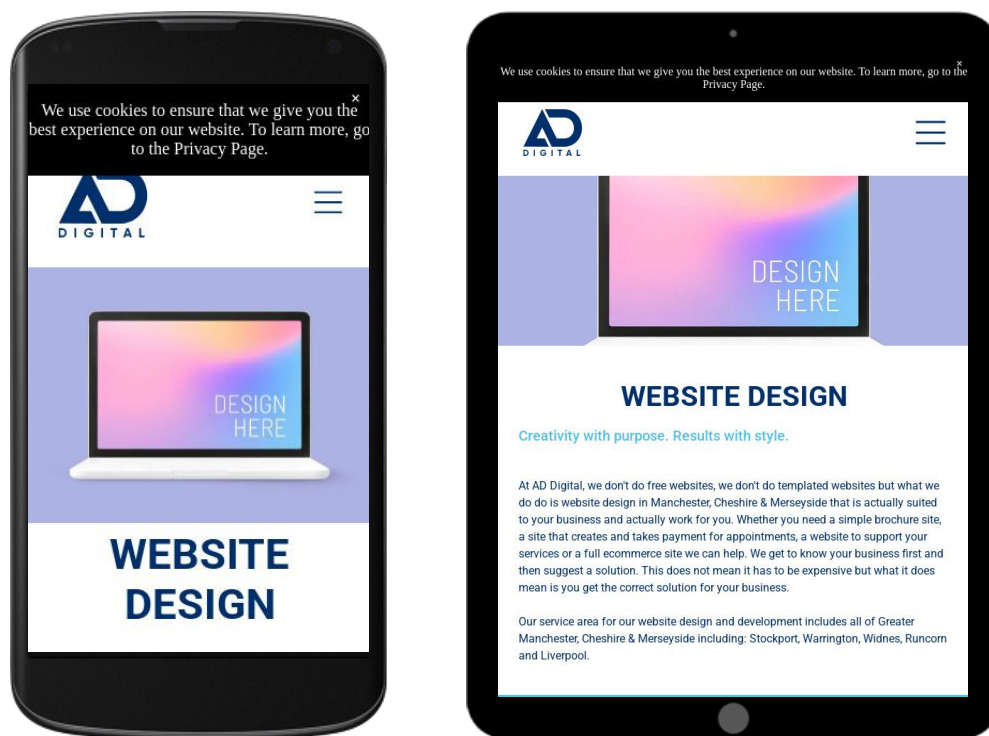 We use cookies to ensure that we give you the
best experience on our website. To learn more, go
to the Privacy Page.
×
AD
DIGITAL
DESIGN
HERE
WEBSITE
DESIGN
We use cookies to ensure that we give you the best experience on our website. To learn more, go to the
Privacy Page.
×
AD
DIGITAL
DESIGN
HERE
WEBSITE DESIGN
Creativity with purpose. Results with style.
At AD Digital, we don't do free websites, we don't do templated websites but what we
do do is website design in Manchester, Cheshire & Merseyside that is actually suited
to your business and actually work for you. Whether you need a simple brochure site,
a site that creates and takes payment for appointments, a website to support your
services or a full ecommerce site we can help. We get to know your business first and
then suggest a solution. This does not mean it has to be expensive but what it does
mean is you get the correct solution for your business.
Our service area for our website design and development includes all of Greater
Manchester, Cheshire & Merseyside including: Stockport, Warrington, Widnes, Runcorn
and Liverpool.